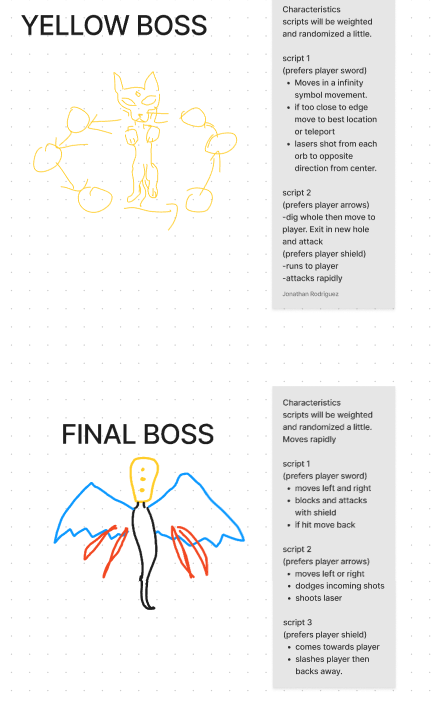 YELLOW BOSS
Characteristics
scripts will be weighted
and randomized a little.
script 1
(prefers player sword)
• Moves in a infinity
symbol movement.
• if too close to edge
move to best location
or teleport
• lasers shot from each
orb to opposite
direction from center.
script 2
(prefers player arrows)
-dig whole then move to
player. Exit in new hole
and attack
(prefers player shield)
-runs to player
-attacks rapidly
Jonathan Rodriguez
FINAL BOSS
Characteristics
scripts will be weighted
and randomized a little.
Moves rapidly
script 1
(prefers player sword)
• moves left and right
• blocks and attacks
with shield
• if hit move back
script 2
(prefers player arrows)
• moves left or right
• dodges incoming shots
• shoots laser
script 3
(prefers player shield)
• comes towards player
• slashes player then
backs away.